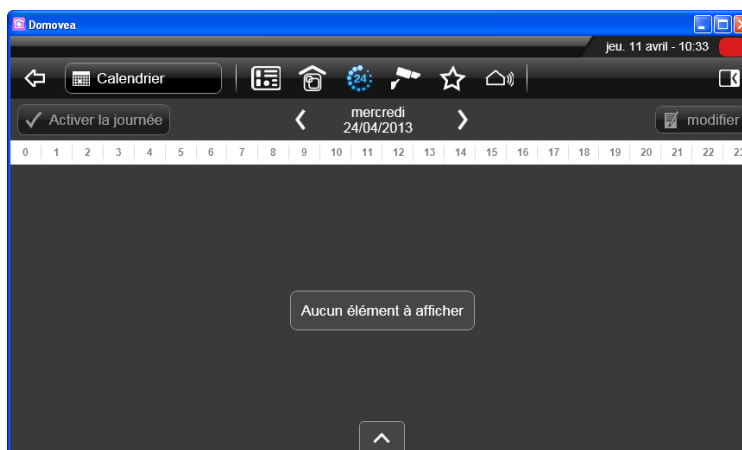 Domovea
jeu. 11 avril - 10:33
Calendrier
24
Activer la journée
mercredi
24/04/2013
modifier
0 1 2 3 4 5 6 7 8 9 10 11 12 13 14 15 16 17 18 19 20 21 22 23
Aucun élément à afficher